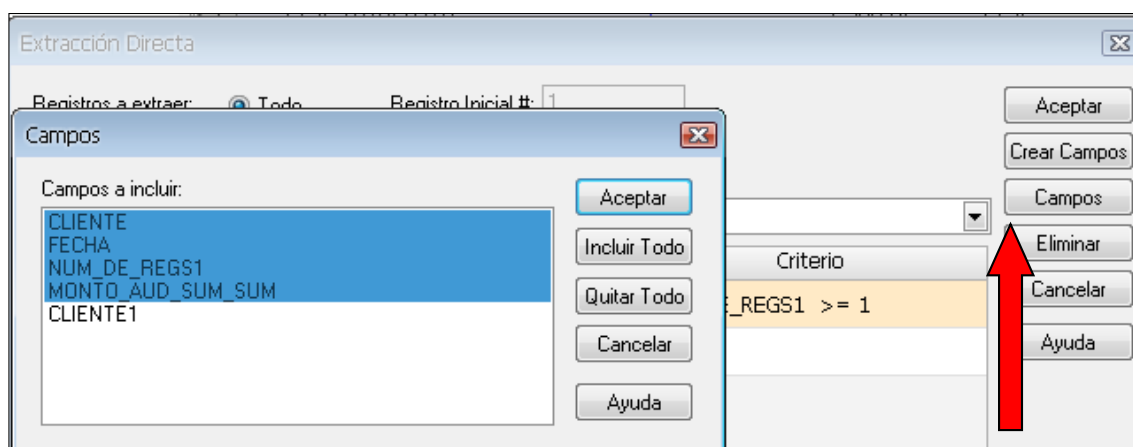 Extracción Directa
Registros a extraer: Todo Registro Inicial #: 1
Aceptar
Crear Campos
Campos
Eliminar
Cancelar
Ayuda
Criterio
E_REGS1 >= 1
Campos
Campos a incluir:
CLIENTE
FECHA
NUM_DE_REGS1
MONTO_AUD_SUM_SUM
CLIENTE1
Aceptar
Incluir Todo
Quitar Todo
Cancelar
Ayuda